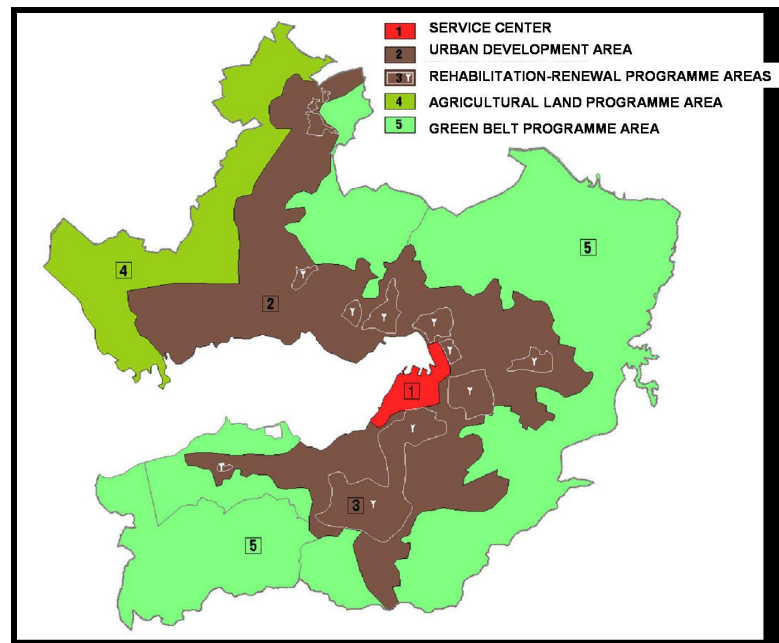 1 SERVICE CENTER
2 URBAN DEVELOPMENT AREA
3 Y REHABILITATION-RENEWAL PROGRAMME AREAS
4 AGRICULTURAL LAND PROGRAMME AREA
5 GREEN BELT PROGRAMME AREA
5
4
Y
2
Y
Y
Y
Y
Y
1
Y
Y
Y
3
Y
5